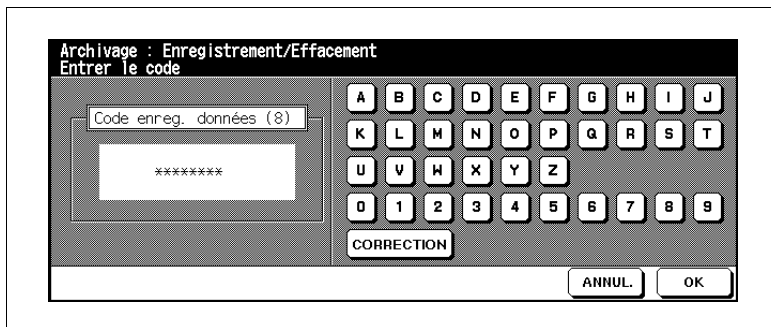 Archivage : Enregistrement/Effacement
Entrer le code
Code enreg. données (8)
********
A B C D E F G H I J
K L M N O P Q R S T
U V W X Y Z
0 1 2 3 4 5 6 7 8 9
CORRECTION
ANNUL. OK